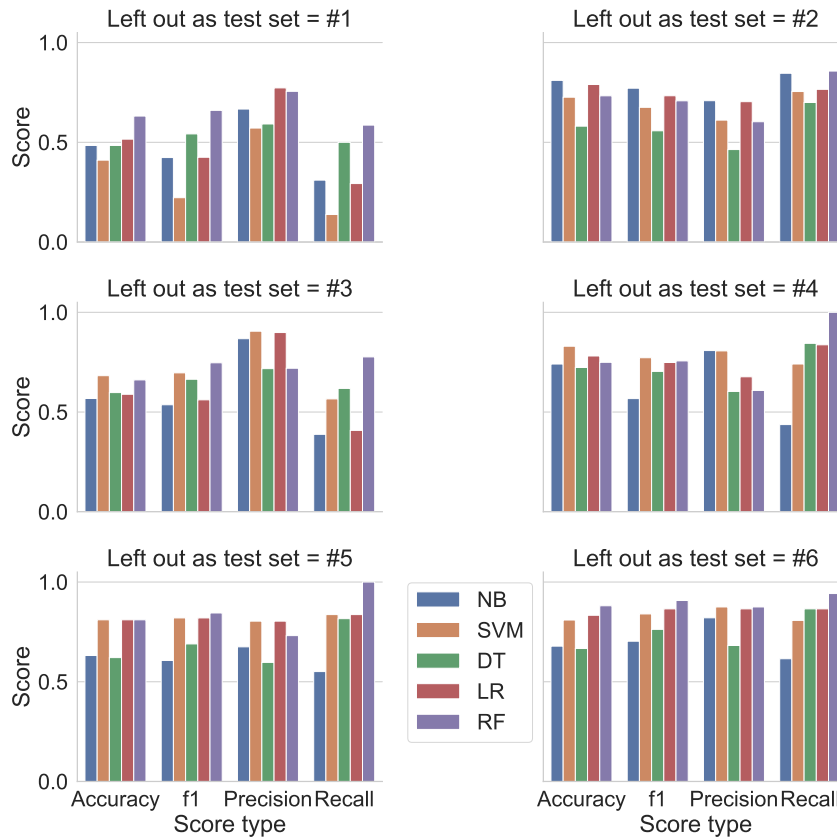 Left out as test set = #1
Left out as test set = #2
1.0
0.5
0.0
Score
Left out as test set = #3
Left out as test set = #4
1.0
0.5
0.0
Score
Left out as test set = #5
Left out as test set = #6
1.0
0.5
0.0
Score
NB
SVM
DT
LR
RF
Accuracy f1 Precision Recall
Score type
Accuracy f1 Precision Recall
Score type